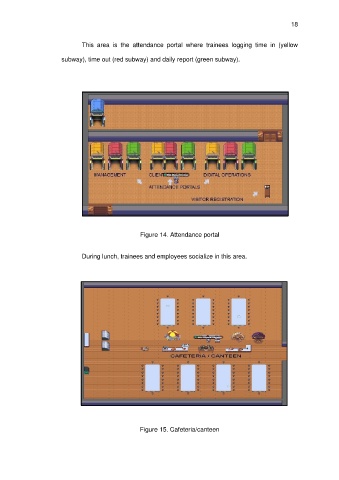 18
This area is the attendance portal where trainees logging time in (yellow
subway), time out (red subway) and daily report (green subway).
MANAGEMENT CLIENT DIGITAL OPERATIONS
ATTENDANCE PORTALS
VISITOR REGISTRATION
Figure 14. Attendance portal
During lunch, trainees and employees socialize in this area.
CAFETERIA / CANTEEN
Figure 15. Cafeteria/canteen